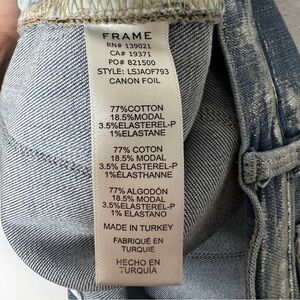 FRAME
RN# 139021
CA# 19371
PO# 821500
STYLE: LSJAOF793
CANON FOIL
77%COTTON
18.5%MODAL
3.5%ELASTEREL-P
1%ELASTANE
77% COTON
18.5%MODAL
3.5%ELASTEREL-P
1%ÉLASTHANNE
77% ALGODÓN
18.5%MODAL
3.5%ELASTEREL-P
1% ELASTANO
MADE IN TURKEY
FABRIQUÉ EN
TURQUIE
HECHO EN
TURQUÍA